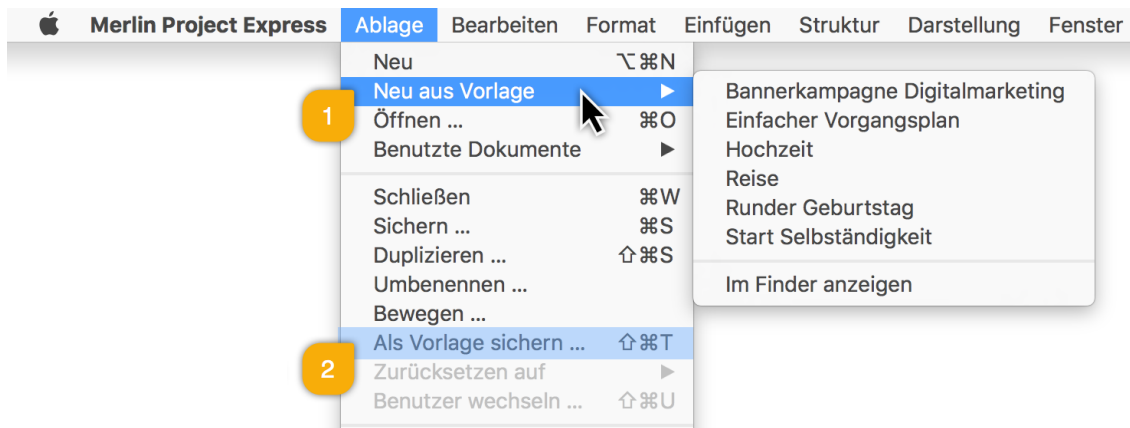 Merlin Project Express Ablage Bearbeiten Format Einfügen Struktur Darstellung Fenster
Neu ⌥⌘N
1
Neu aus Vorlage
Öffnen ... ⌘O
Benutzte Dokumente
Schließen ⌘W
Sichern ... ⌘S
Duplizieren ... ⇧⌘S
Umbenennen ...
Bewegen ...
2
Als Vorlage sichern ... ⇧⌘T
Zurücksetzen auf
Benutzer wechseln ... ⇧⌘U
Bannerkampagne Digitalmarketing
Einfacher Vorgangsplan
Hochzeit
Reise
Runder Geburtstag
Start Selbständigkeit
Im Finder anzeigen